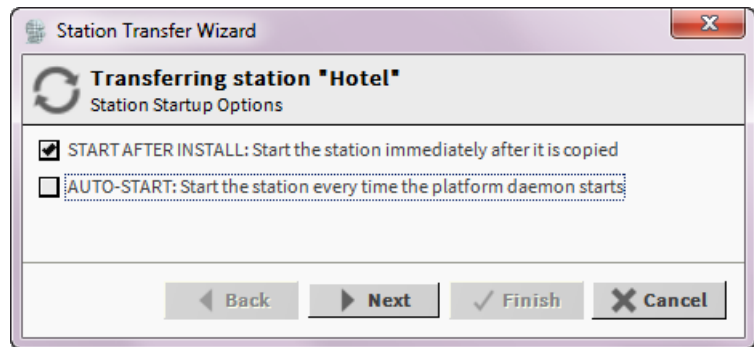 Station Transfer Wizard
Transferring station "Hotel"
Station Startup Options
START AFTER INSTALL: Start the station immediately after it is copied
AUTO-START: Start the station every time the platform daemon starts
Back Next Finish Cancel